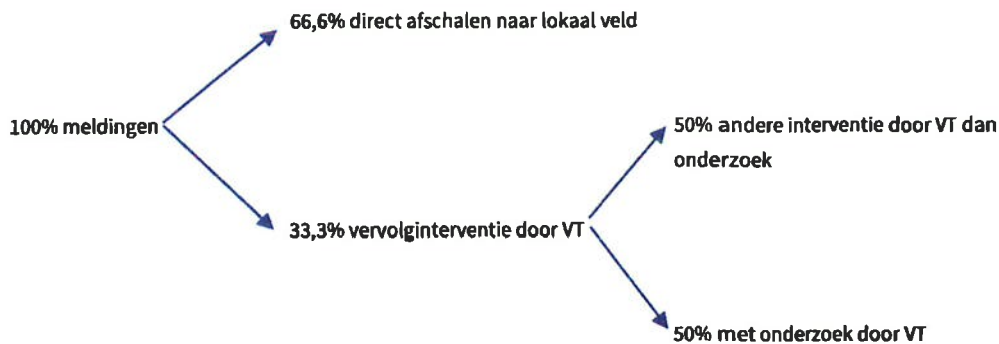 66,6% direct afschalen naar lokaal veld
100% meldingen
50% andere interventie door VT dan
onderzoek
33,3% vervolginterventie door VT
50% met onderzoek door VT